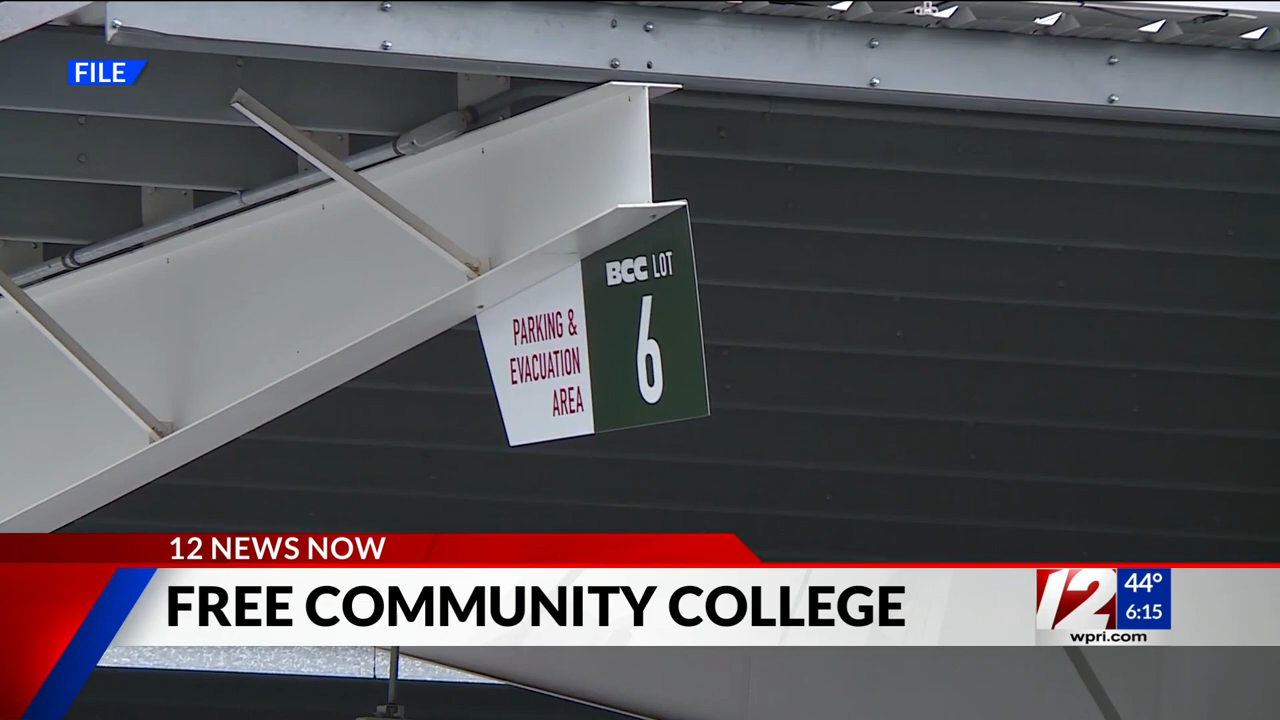 FILE
BCC LOT
6
PARKING &
EVACUATION
AREA
12 NEWS NOW
FREE COMMUNITY COLLEGE
12
44°
6:15
wpri.com